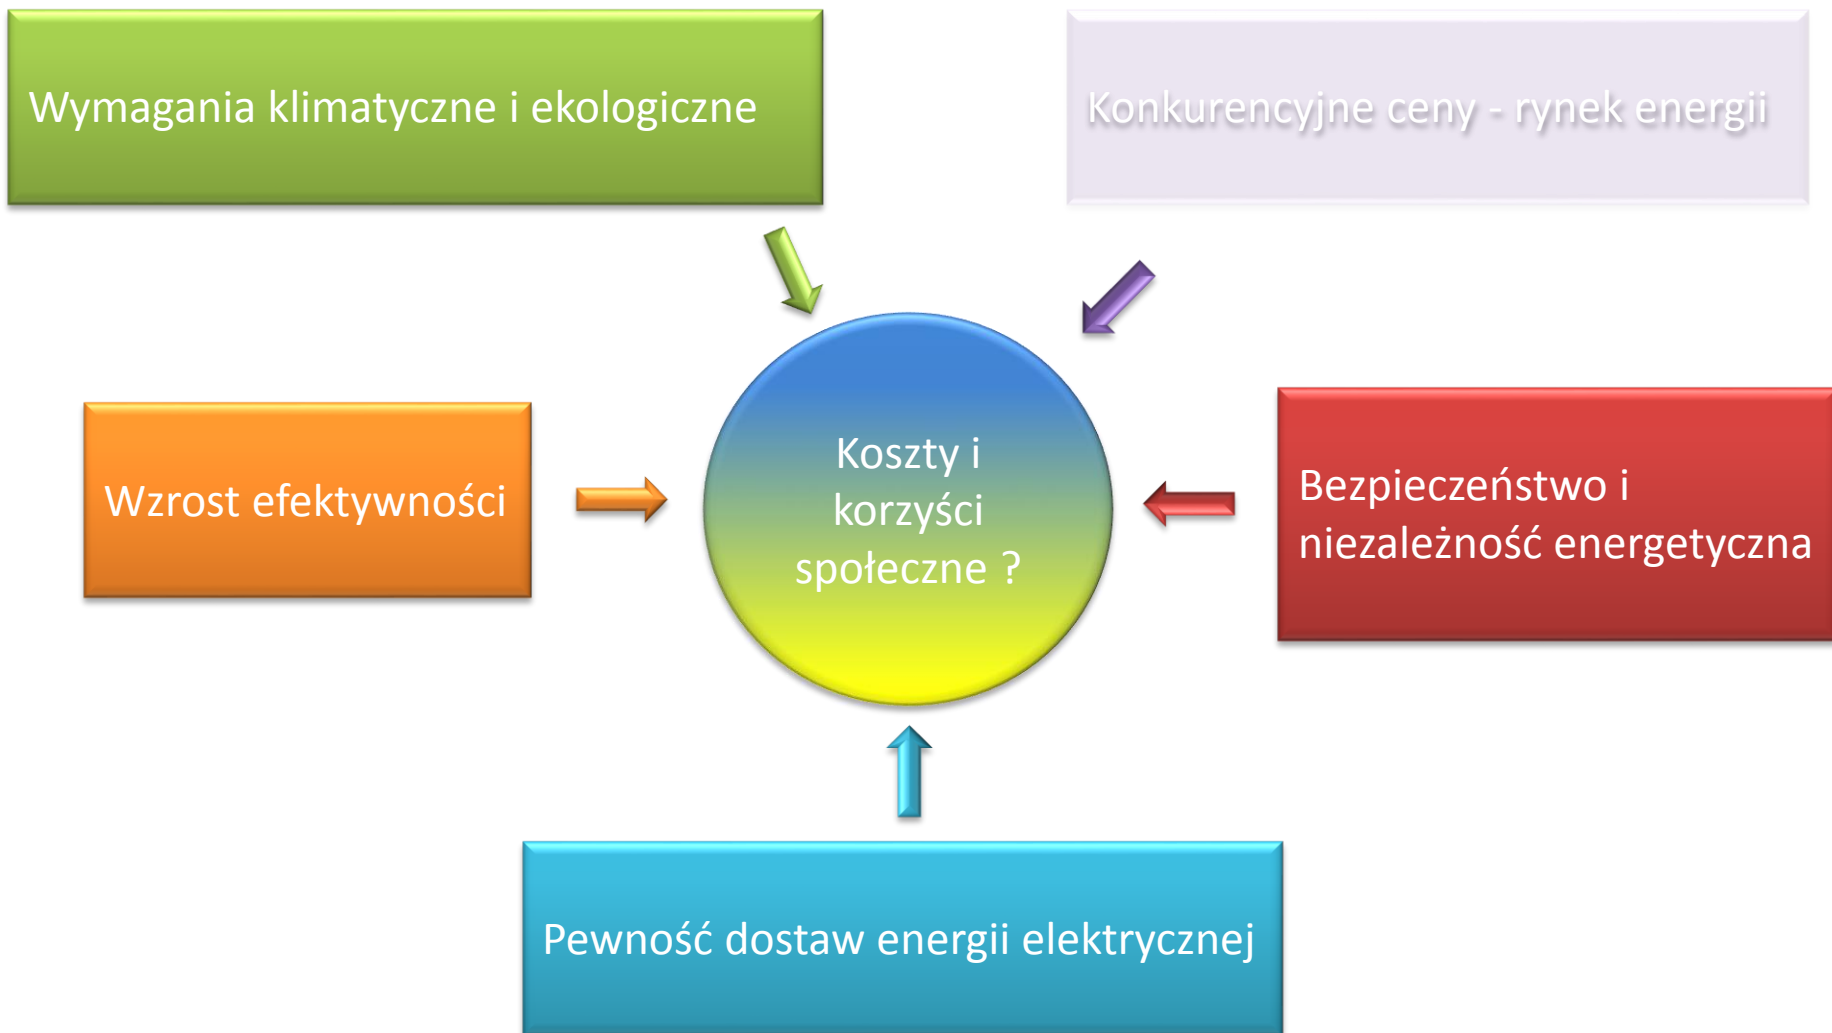 Wymagania klimatyczne i ekologiczne
Konkurencyjne ceny - rynek energii
Wzrost efektywności
Koszty i
korzyści
społeczne ?
Bezpieczeństwo i
niezależność energetyczna
Pewność dostaw energii elektrycznej